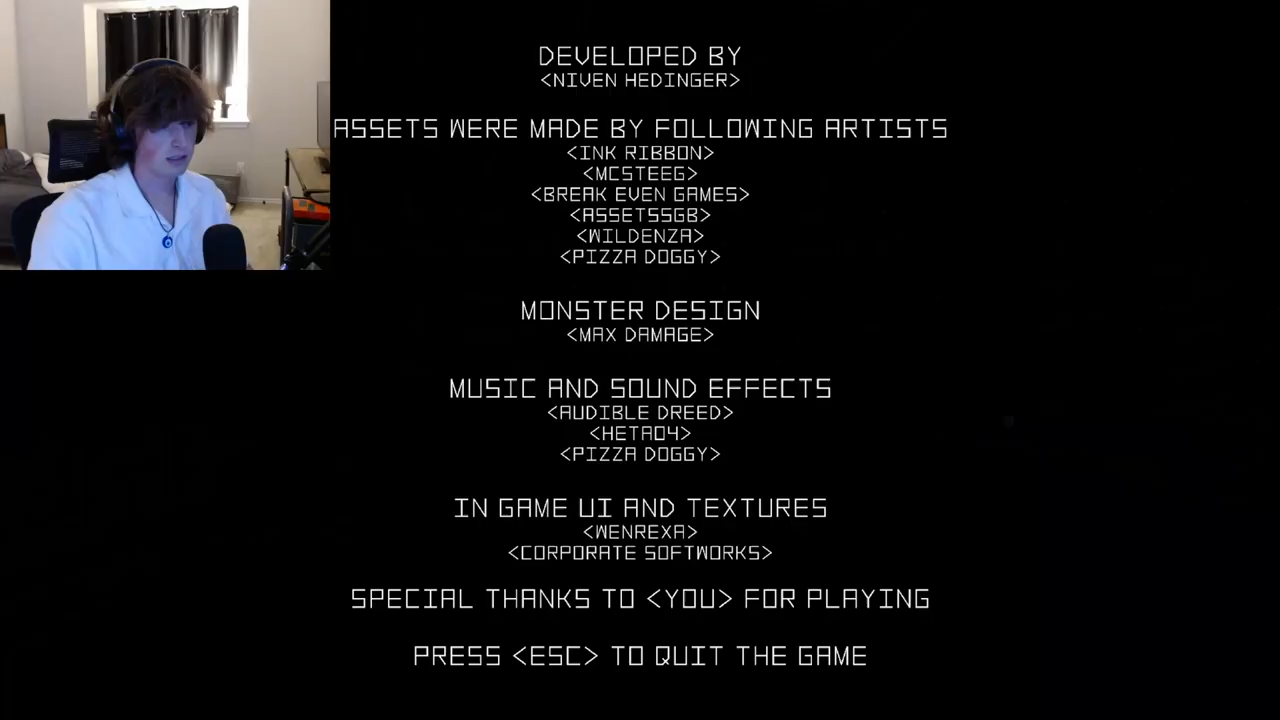 DEVELOPED BY
<NIVEN HEDINGER>
ASSETS WERE MADE BY FOLLOWING ARTISTS
<INK RIBBON>
<MCSTEEG>
<BREAK EVEN GAMES>
<ASSETSSGB>
<WILDENZA>
<PIZZA DOGGY>
MONSTER DESIGN
<MAX DAMAGE>
MUSIC AND SOUND EFFECTS
<AUDIBLE DREED>
<HETA04>
<PIZZA DOGGY>
IN GAME UI AND TEXTURES
<WENREXA>
<CORPORATE SOFTWORKS>
SPECIAL THANKS TO <YOU> FOR PLAYING
PRESS <ESC> TO QUIT THE GAME